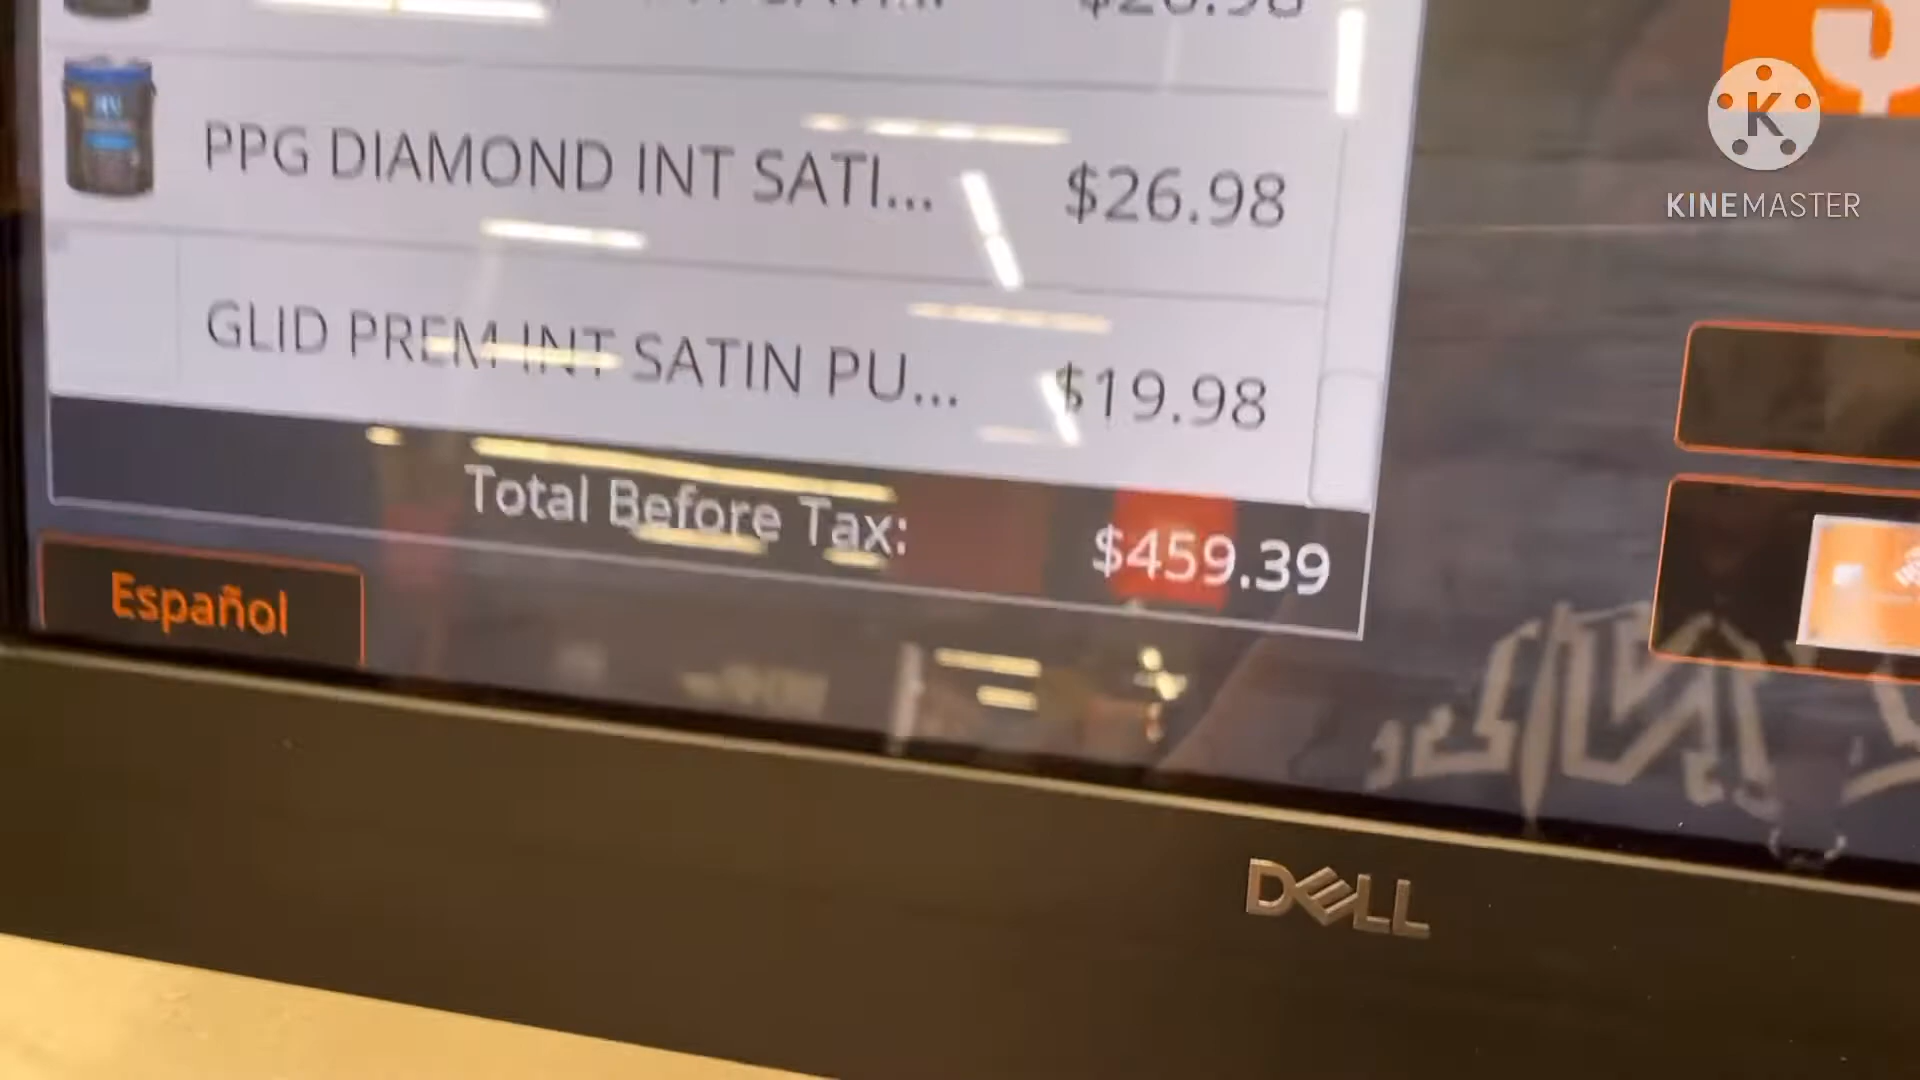 PPG DIAMOND INT SATI... $26.98
GLID PREM INT SATIN PU... $19.98
Total Before Tax: $459.39
Español
DELL
K
KINEMASTER